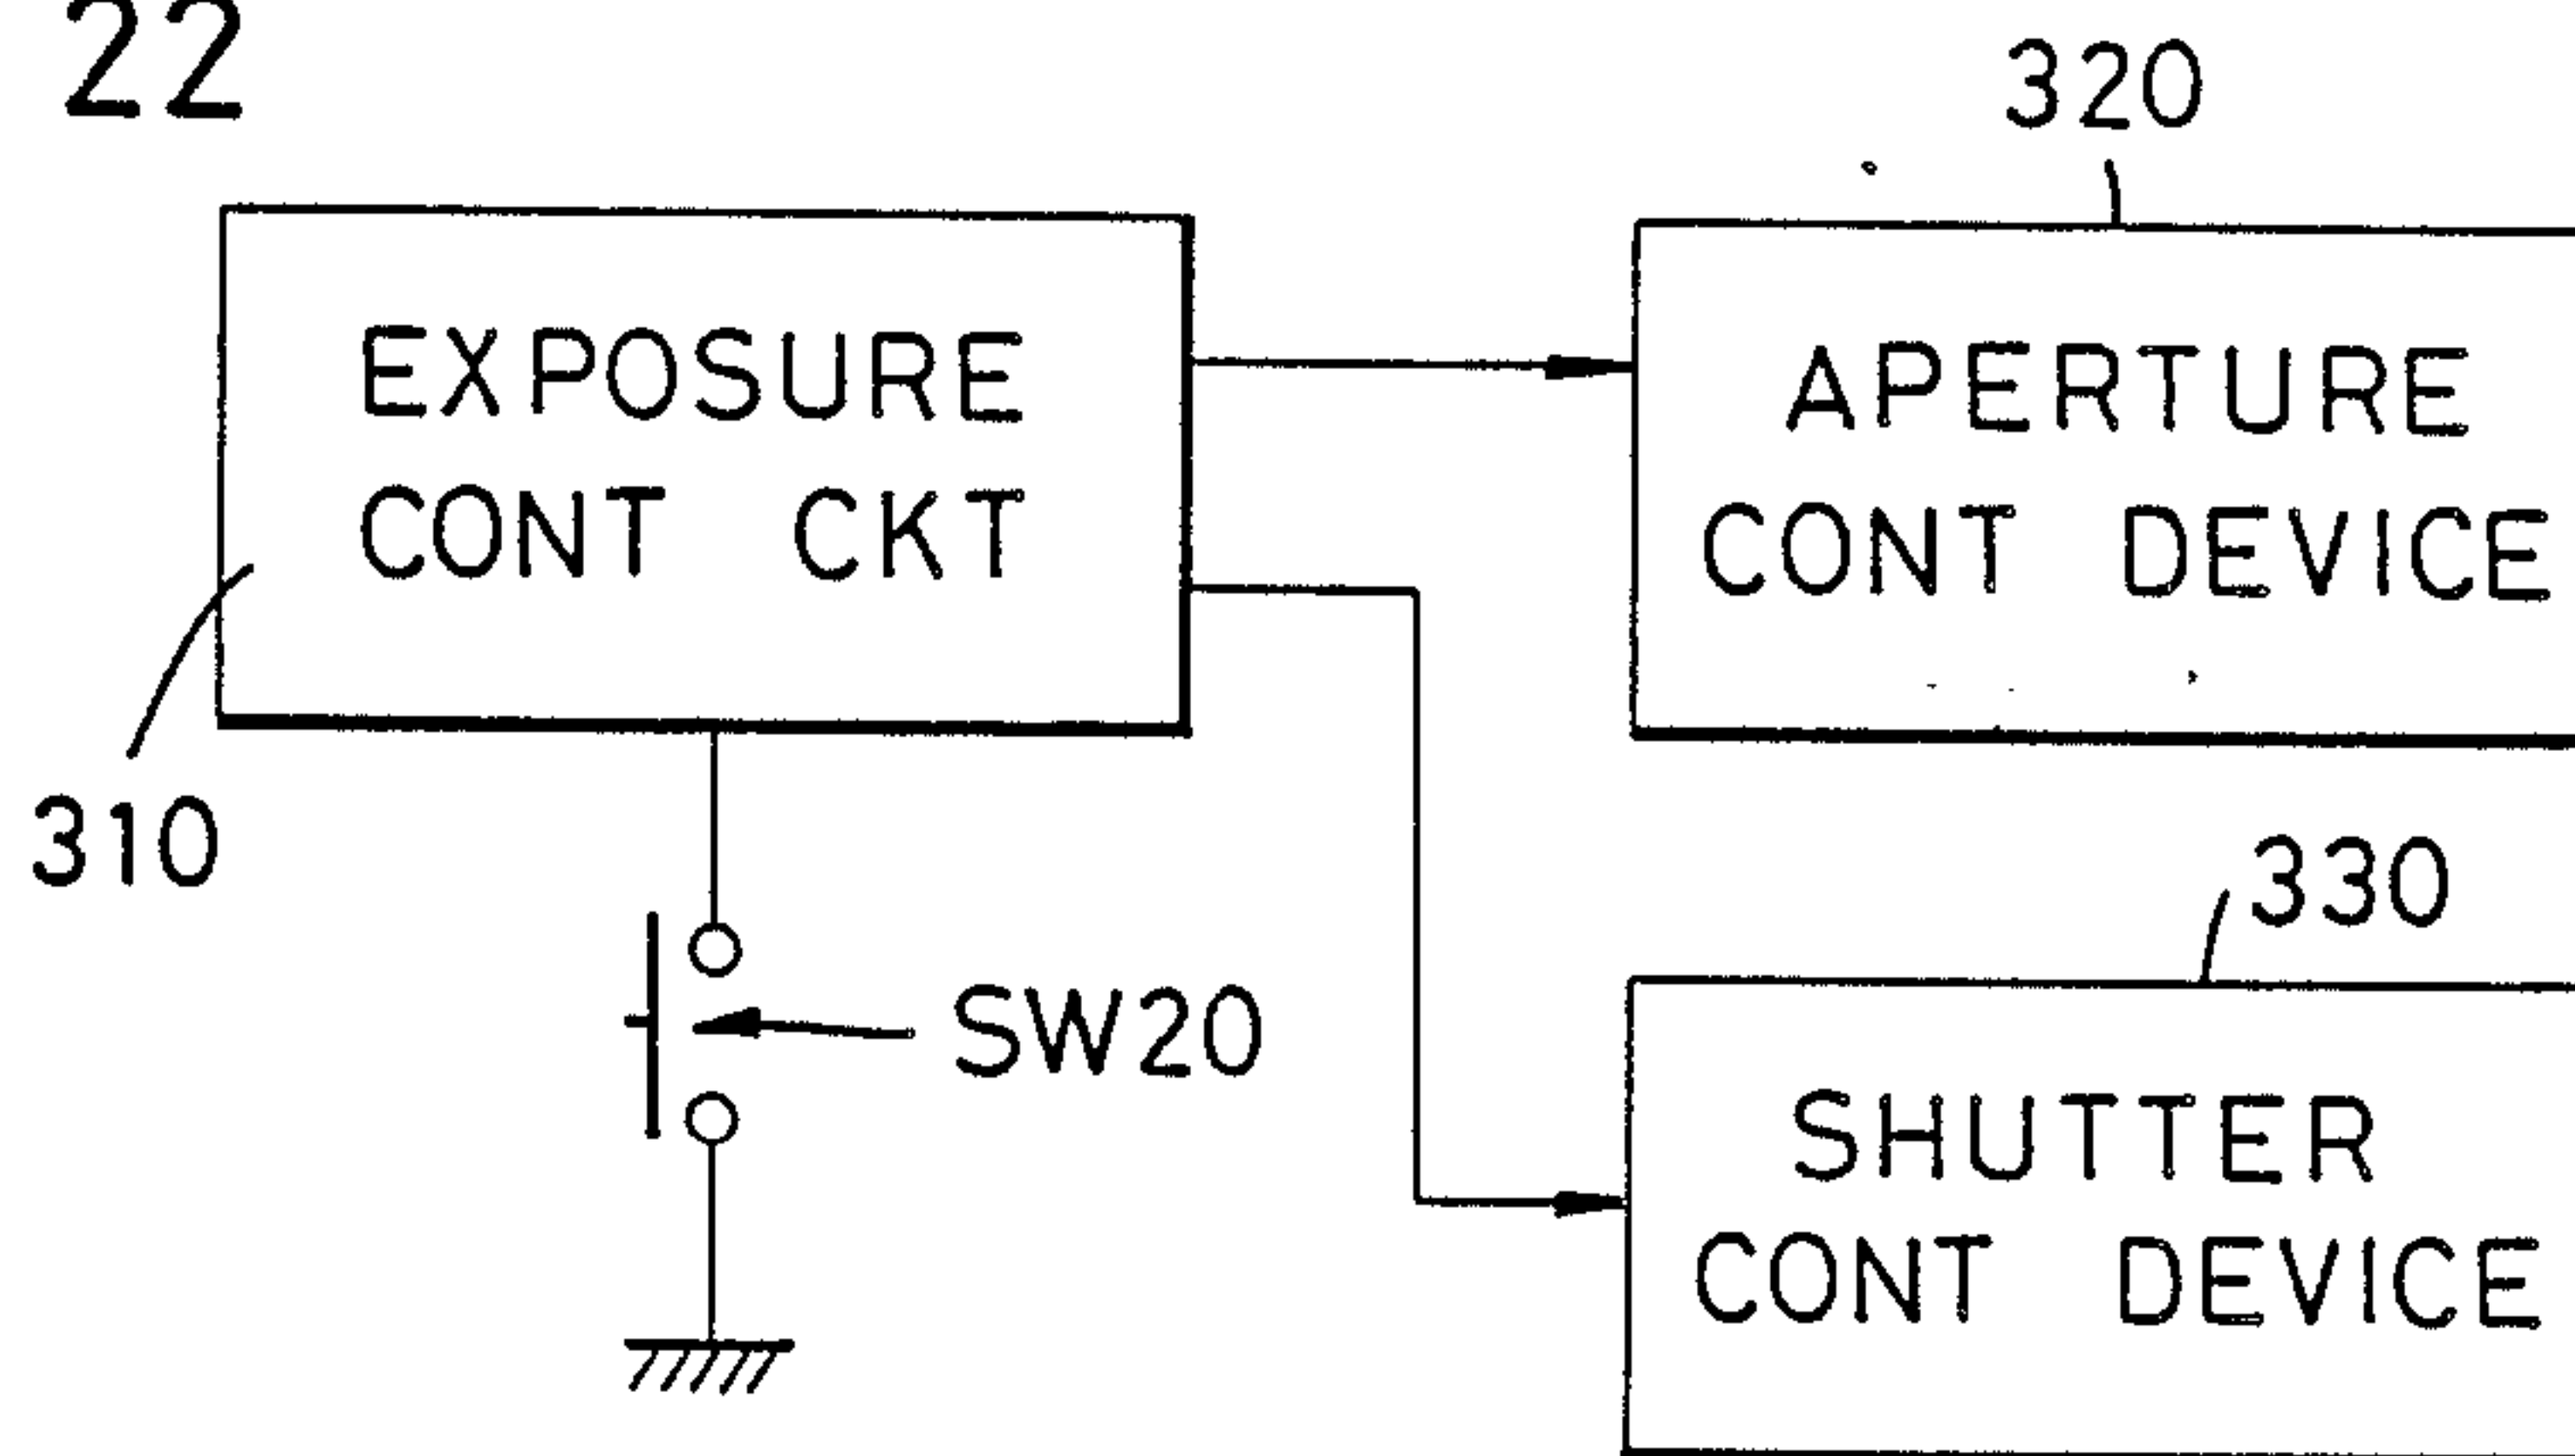 22
320
EXPOSURE
CONT CKT
APERTURE
CONT DEVICE
310
330
SW20
SHUTTER
CONT DEVICE